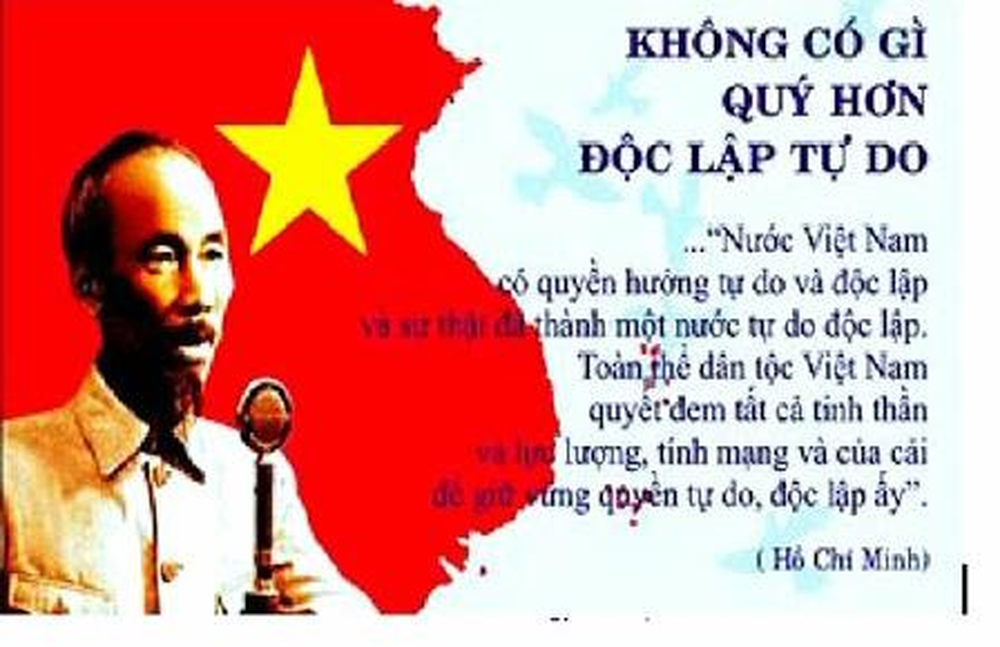 KHÔNG CÓ GÌ
QUÝ HƠN
ĐỘC LẬP TỰ DO
..."Nước Việt Nam
có quyền hưởng tự do và độc lập
và sự thật đã thành một nước tự do độc lập.
Toàn thể dân tộc Việt Nam
quyết đem tất cả tinh thần
và lực lượng, tính mạng và của cải
để giữ vững quyền tự do, độc lập ấy".
( Hồ Chí Minh)